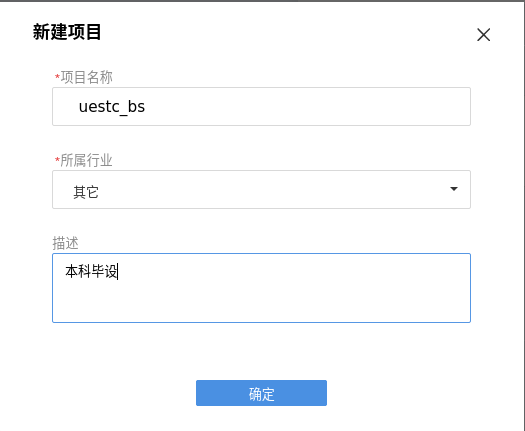 新建项目
*项目名称
uestc_bs
*所属行业
其它
描述
本科毕设
确定